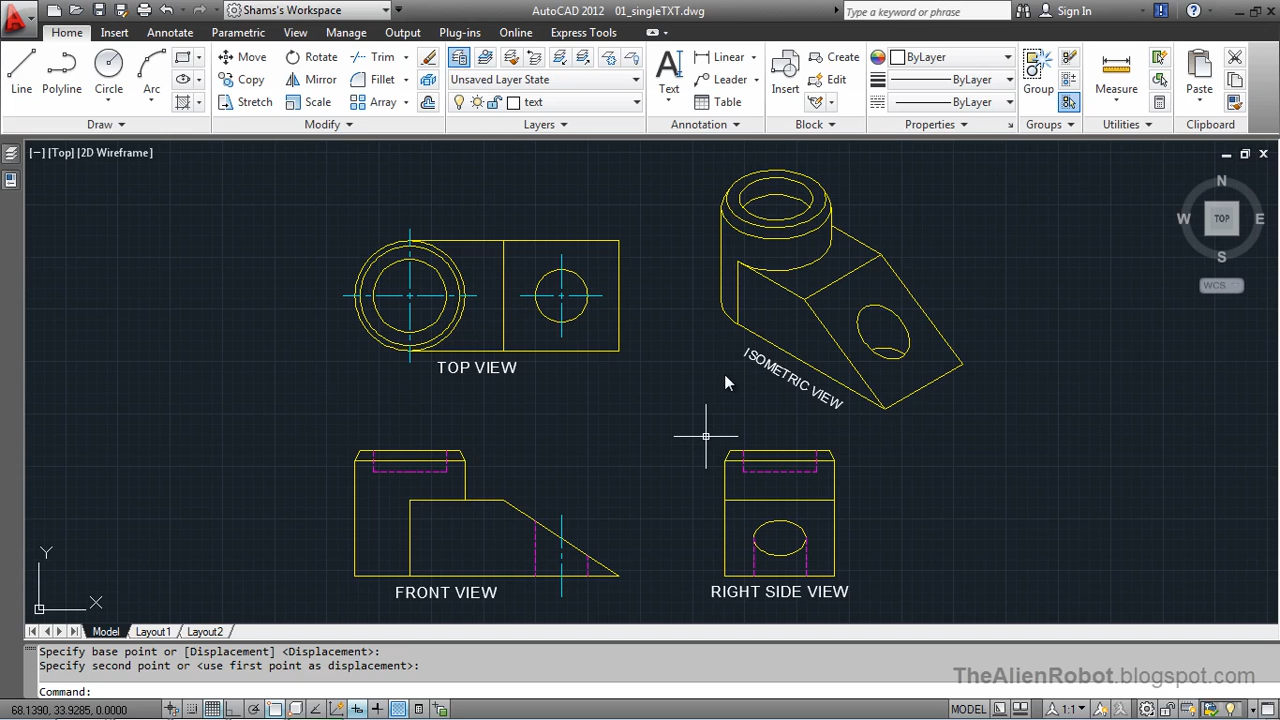 Shams's Workspace
AutoCAD 2012 01_singleTXT.dwg
Type a keyword or phrase
Sign In
Home Insert Annotate Parametric View Manage Output Plug-Ins Online Express Tools
Line Polyline Circle Arc
Move Rotate Trim
Copy Mirror Fillet
Stretch Scale Array
Unsaved Layer State
text
Text
Linear
Leader
Table
Insert
Create
Edit
ByLayer
ByLayer
ByLayer
Group
Measure
Paste
Draw Modify Layers Annotation Block Properties Groups Utilities Clipboard
[−] [Top] [2D Wireframe]
N
W TOP E
S
WCS
TOP VIEW
ISOMETRIC VIEW
FRONT VIEW
RIGHT SIDE VIEW
Y
X
Model Layout1 Layout2
Specify base point or [Displacement] <Displacement>:
Specify second point or <use first point as displacement>:
Command:
TheAlienRobot.blogspot.com
68.1390, 33.9285, 0.0000
MODEL
1:1